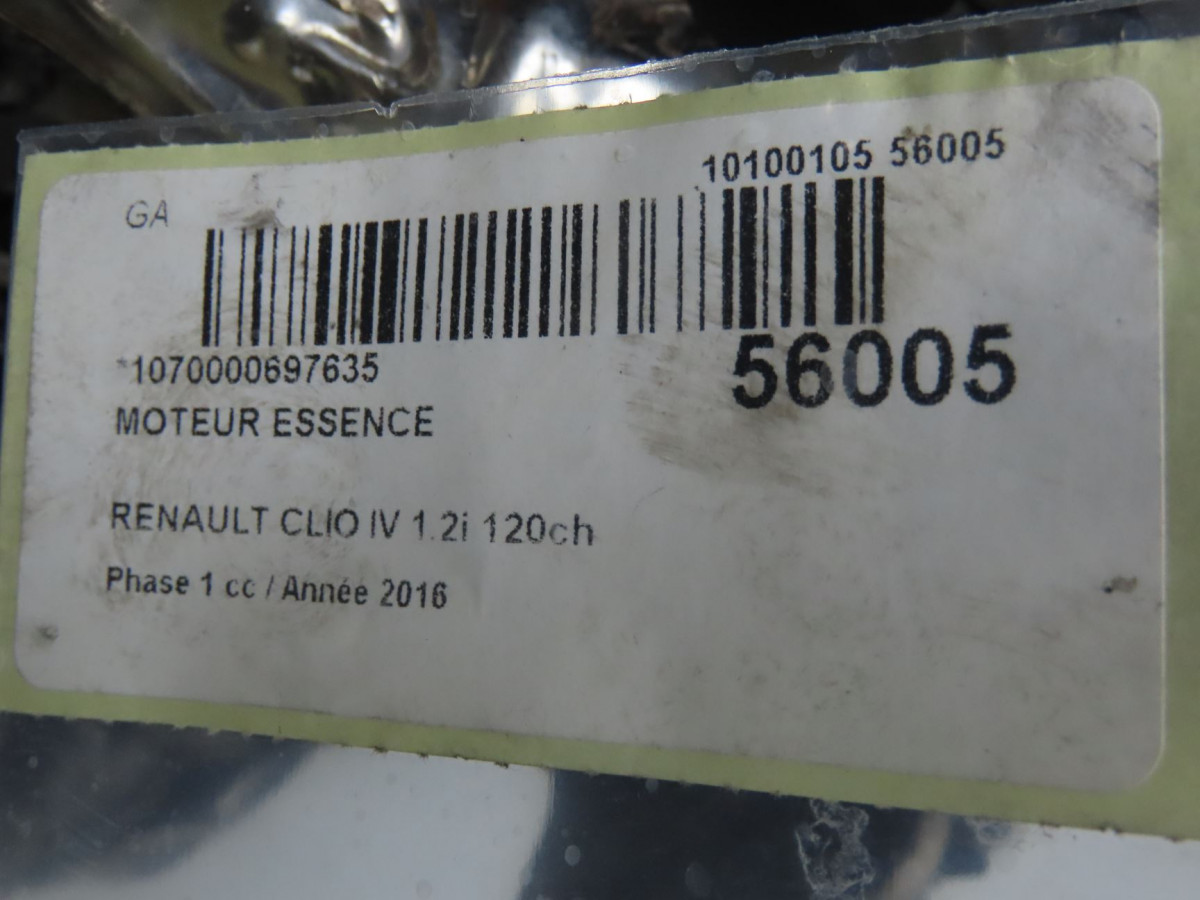 10100105 56005
GA
*1070000697635
56005
MOTEUR ESSENCE
RENAULT CLIO IV 1.2i 120ch
Phase 1 cc / Année 2016